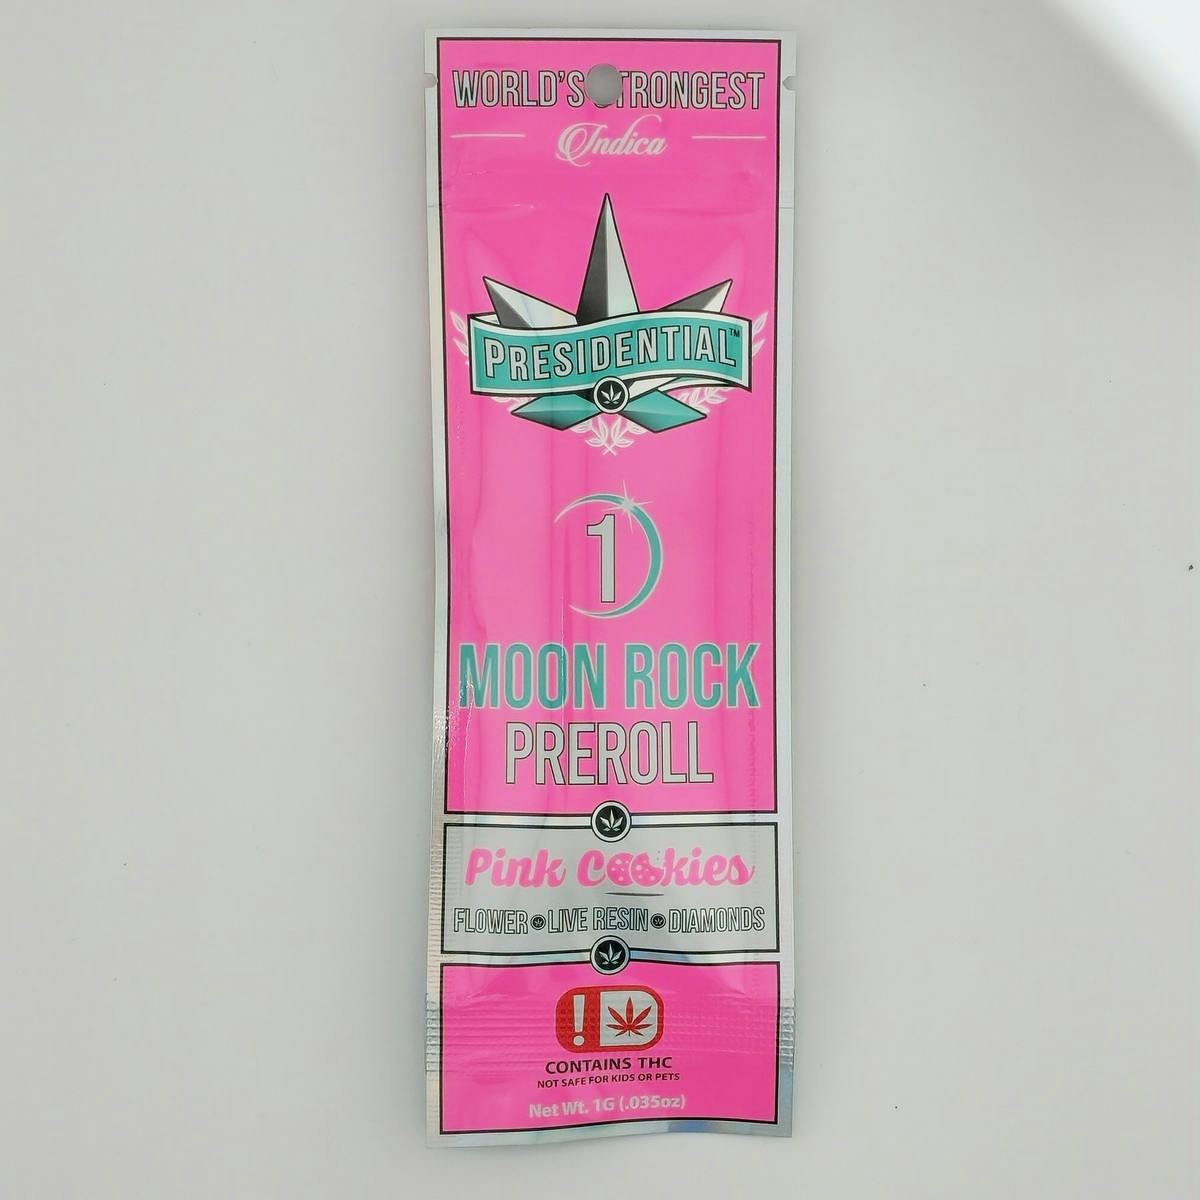 WORLD'S STRONGEST
Indica
PRESIDENTIAL™
1
MOON ROCK
PREROLL
Pink Cookies
FLOWER • LIVE RESIN • DIAMONDS
!
CONTAINS THC
NOT SAFE FOR KIDS OR PETS
Net Wt. 1G (.035oz)